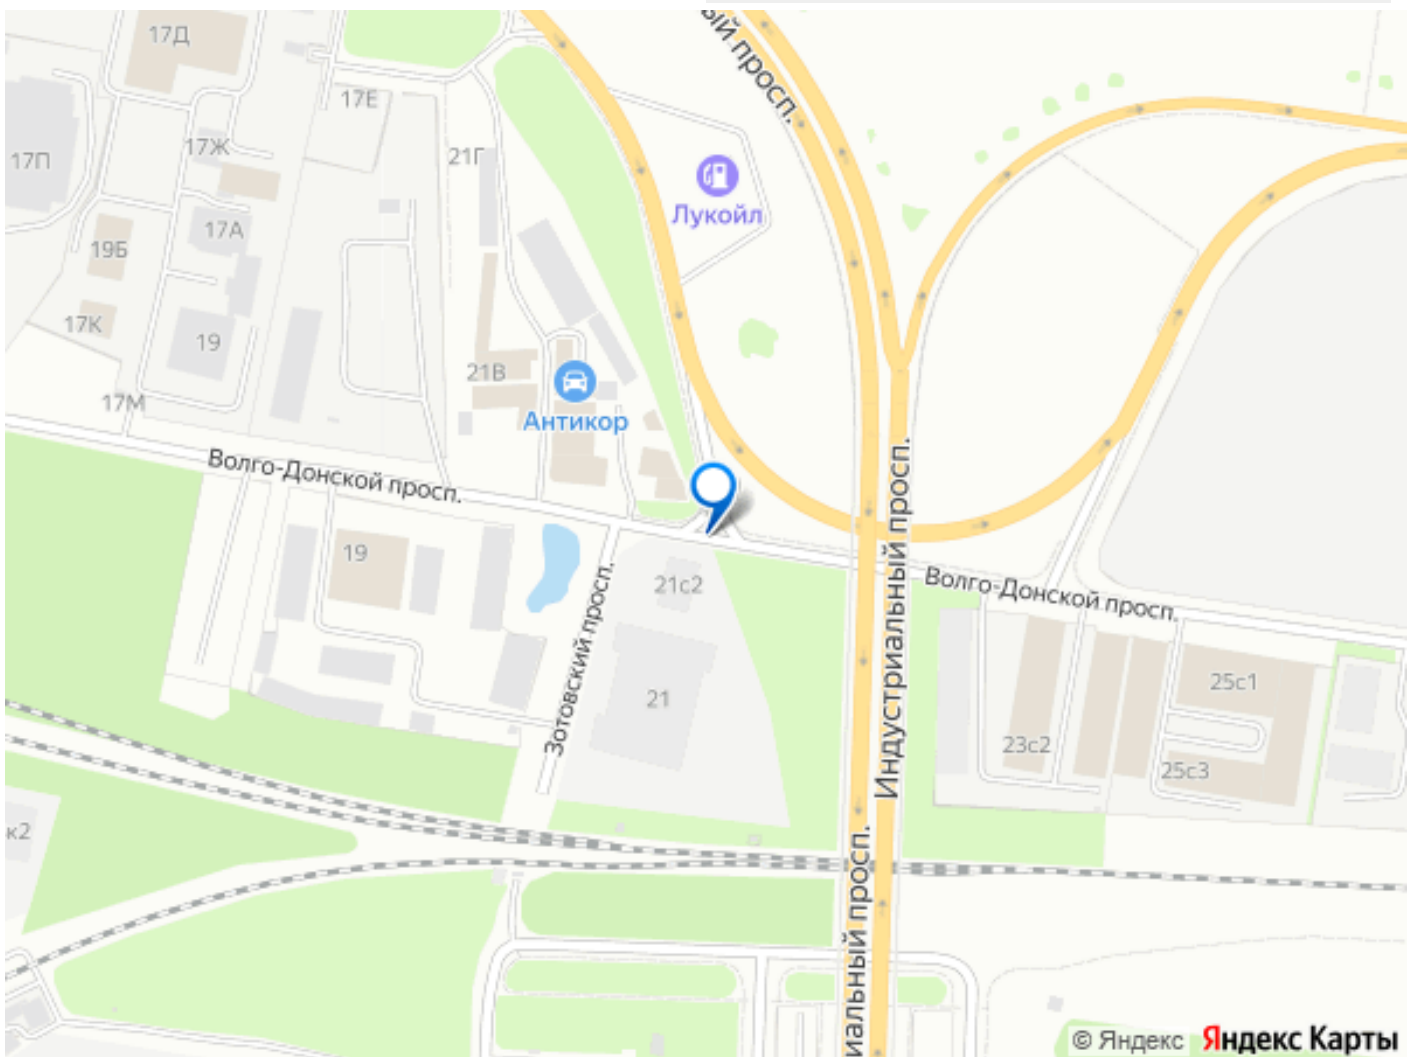 17Д
ый просп.
17Е
17Ж
17П
21Г
Лукойл
17А
19Б
17К
19
21В
17М
Антикор
Волго-Донской просп.
Индустриальный просп.
19
21с2
Волго-Донской просп.
Зотовский просп.
21
25с1
23с2
25с3
к2
иальный просп.
© Яндекс Яндекс Карты